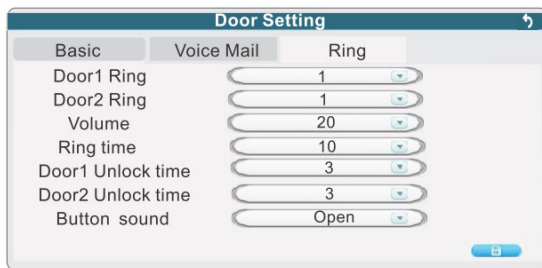 Door Setting
Basic Voice Mail Ring
Door1 Ring 1
Door2 Ring 1
Volume 20
Ring time 10
Door1 Unlock time 3
Door2 Unlock time 3
Button sound Open